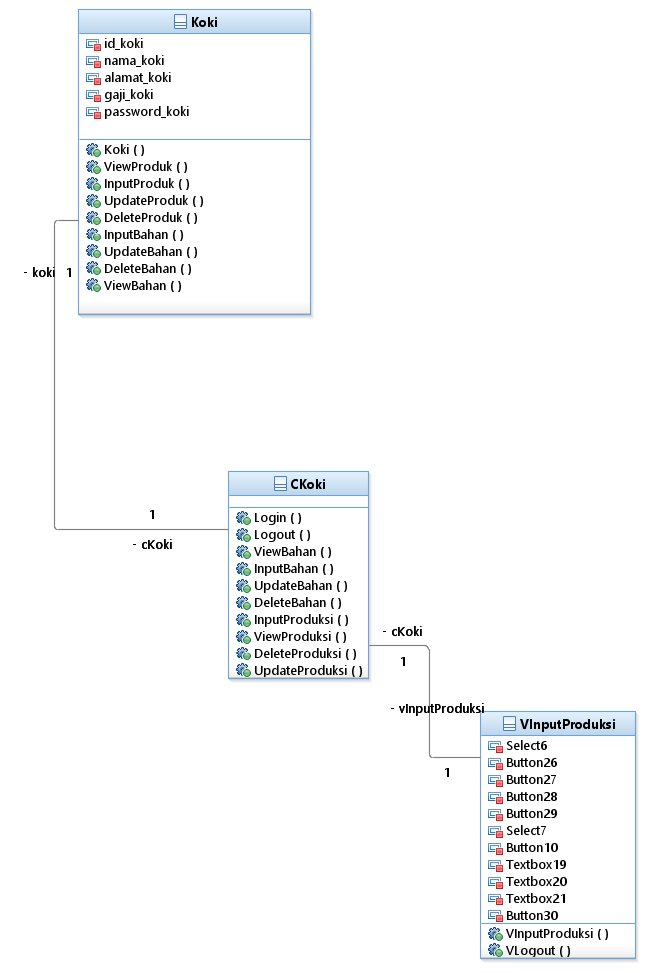 Koki
id_koki
nama_koki
alamat_koki
gaji_koki
password_koki
Koki ( )
ViewProduk ( )
InputProduk ( )
UpdateProduk ( )
DeleteProduk ( )
InputBahan ( )
UpdateBahan ( )
DeleteBahan ( )
ViewBahan ( )
- koki 1
1
- cKoki
CKoki
Login ( )
Logout ( )
ViewBahan ( )
InputBahan ( )
UpdateBahan ( )
DeleteBahan ( )
InputProduksi ( )
ViewProduksi ( )
DeleteProduksi ( )
UpdateProduksi ( )
- cKoki
1
- vInputProduksi
1
VInputProduksi
Select6
Button26
Button27
Button28
Button29
Select7
Button10
Textbox19
Textbox20
Textbox21
Button30
VInputProduksi ( )
VLogout ( )